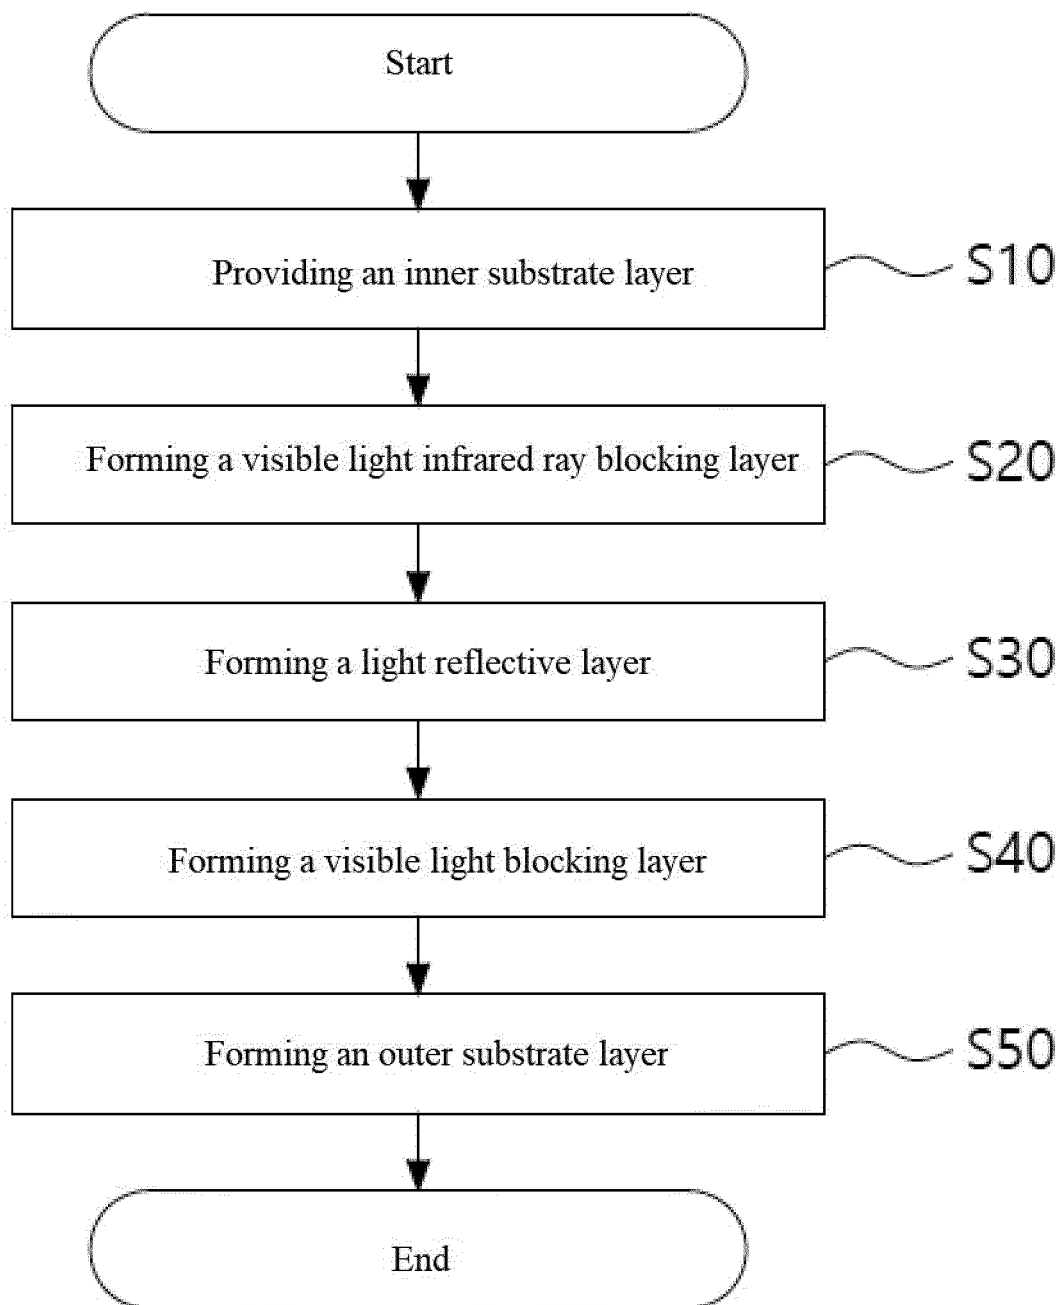 Start
Providing an inner substrate layer
S10
Forming a visible light infrared ray blocking layer
S20
Forming a light reflective layer
S30
Forming a visible light blocking layer
S40
Forming an outer substrate layer
S50
End